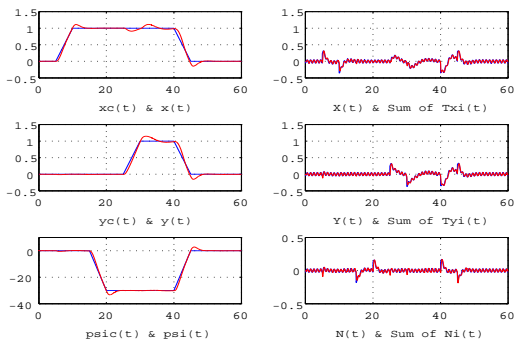 1.5
1
0.5
0
−0.5
0 20 40 60
xc(t) & x(t)
1.5
1
0.5
0
−0.5
0 20 40 60
X(t) & Sum of Txi(t)
1.5
1
0.5
0
−0.5
0 20 40 60
yc(t) & y(t)
1.5
1
0.5
0
−0.5
0 20 40 60
Y(t) & Sum of Tyi(t)
0
−20
−40
0 20 40 60
psic(t) & psi(t)
0.5
0
−0.5
0 20 40 60
N(t) & Sum of Ni(t)